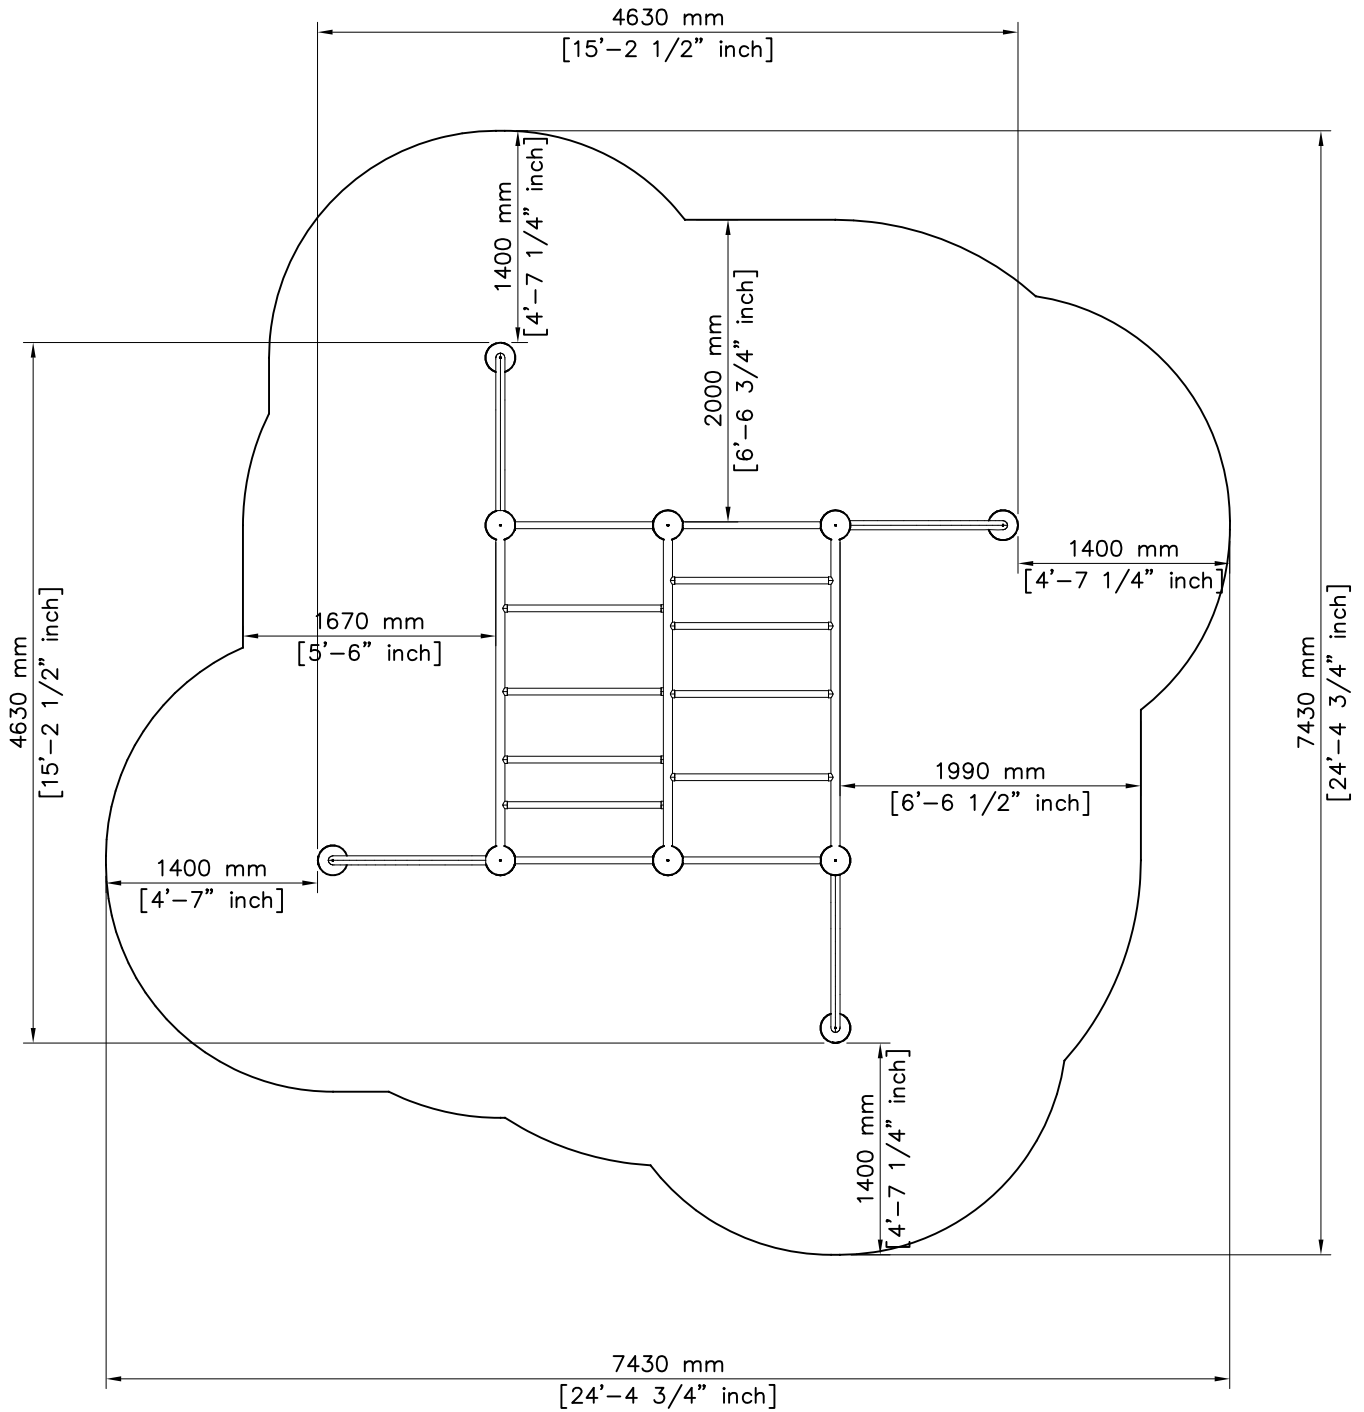 4630 mm
[15'-2 1/2" inch]
1400 mm
[4'-7 1/4" inch]
2000 mm
[6'-6 3/4" inch]
1400 mm
[4'-7 1/4" inch]
1670 mm
[5'-6" inch]
4630 mm
[15'-2 1/2" inch]
7430 mm
[24'-4 3/4" inch]
1990 mm
[6'-6 1/2" inch]
1400 mm
[4'-7" inch]
1400 mm
[4'-7 1/4" inch]
7430 mm
[24'-4 3/4" inch]